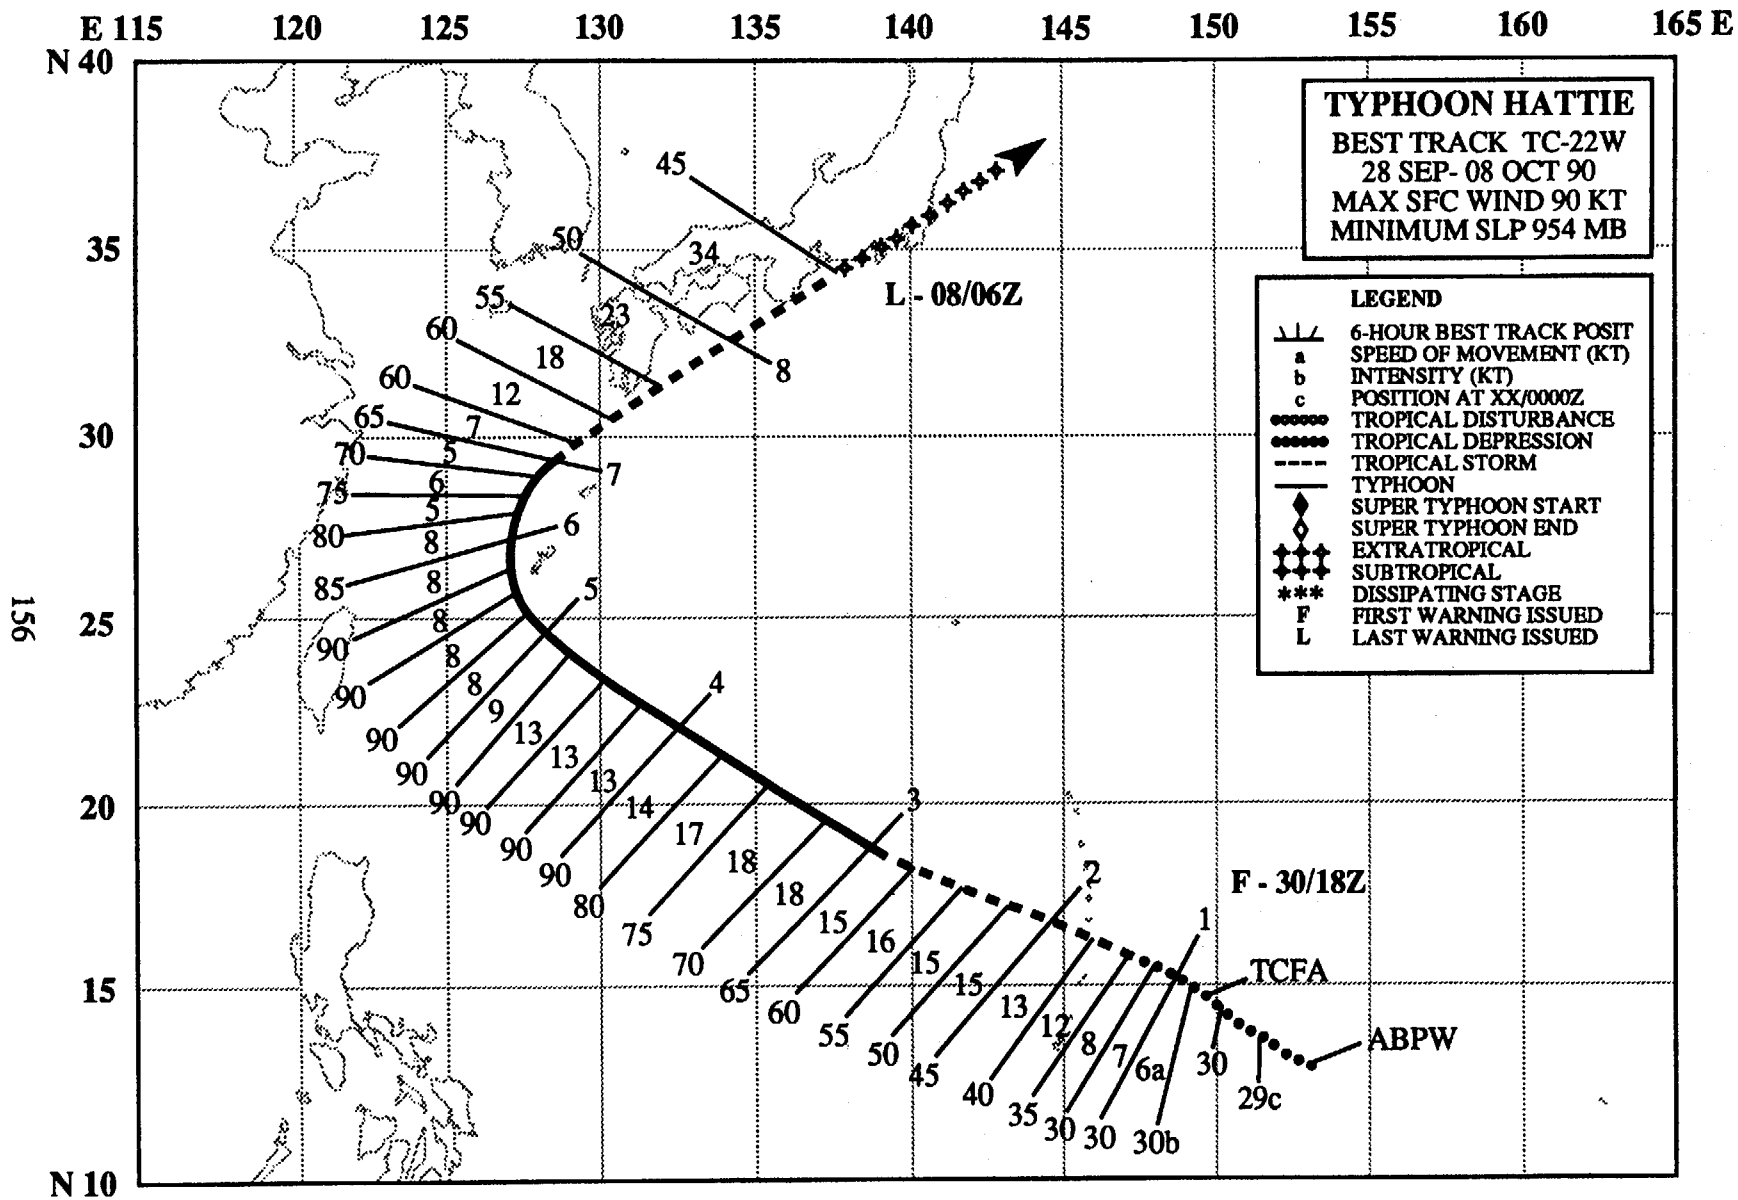 E 115 120 125 130 135 140 145 150 155 160 165 E
N 40
TYPHOON HATTIE
BEST TRACK TC-22W
28 SEP- 08 OCT 90
MAX SFC WIND 90 KT
MINIMUM SLP 954 MB
LEGEND
6-HOUR BEST TRACK POSIT
a SPEED OF MOVEMENT (KT)
b INTENSITY (KT)
c POSITION AT XX/0000Z
TROPICAL DISTURBANCE
TROPICAL DEPRESSION
TROPICAL STORM
TYPHOON
SUPER TYPHOON START
SUPER TYPHOON END
EXTRATROPICAL
SUBTROPICAL
*** DISSIPATING STAGE
F FIRST WARNING ISSUED
L LAST WARNING ISSUED
45
35
50
34
L - 08/06Z
55
23
60
18
8
60
12
30
65
7
70
5
7
75
6
5
80
6
8
85
8
5
25
8
90
8
90
8
4
90
9
90
13
90
13
20
90
13
3
90
14
90
17
80
18
2
F - 30/18Z
75
18
1
70
15
65
16
TCFA
15
60
15
55
15
13
ABPW
50
12
45
8
30
40
7
6a
29c
35
30
30
30b
N 10
156